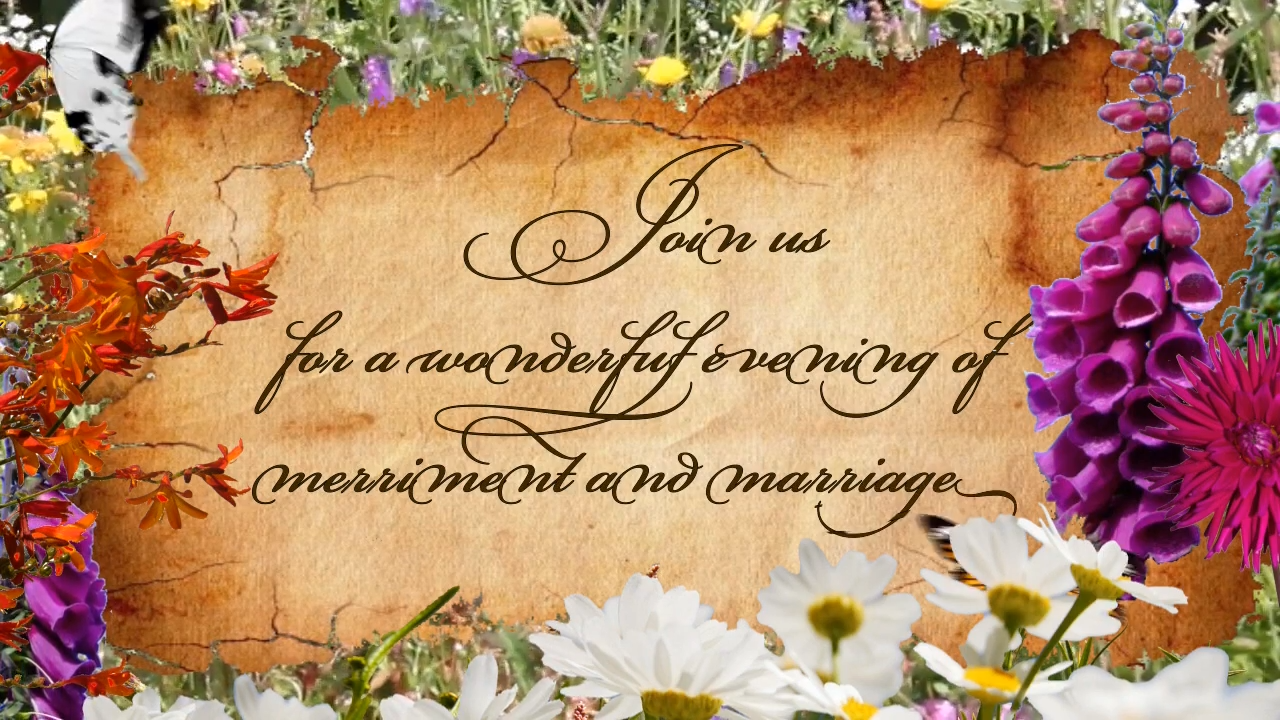 Join us
for a wonderful evening of
merriment and marriage